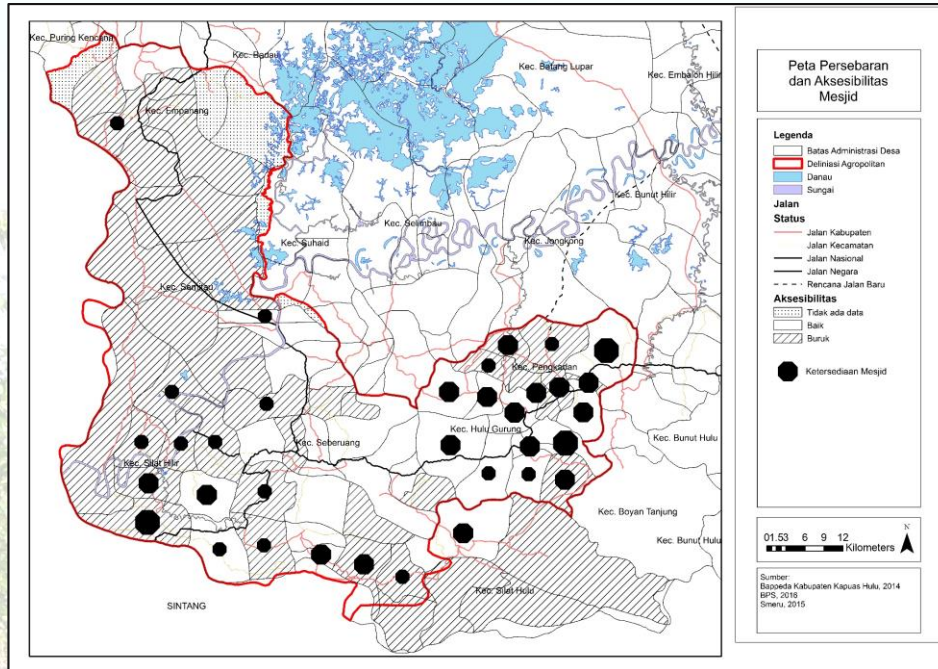 Kec. Puring Kencana
Kec. Badau
Kec. Batang Lupar
Kec. Embaloh Hilir
Kec. Empanang
Kec. Bunut Hilir
Kec. Selimbau
Kec. Suhaid
Kec. Jongkong
Kec. Semitau
Kec. Pengkadan
Kec. Hulu Gurung
Kec. Seberuang
Kec. Bunut Hulu
Kec. Silat Hilir
Kec. Boyan Tanjung
Kec. Bunut Hulu
Kec. Silat Hulu
SINTANG
Peta Persebaran
dan Aksesibilitas
Mesjid
Legenda
Batas Administrasi Desa
Deliniasi Agropolitan
Danau
Sungai
Jalan
Status
Jalan Kabupaten
Jalan Kecamatan
Jalan Nasional
Jalan Negara
Rencana Jalan Baru
Aksesibilitas
Tidak ada data
Baik
Buruk
Ketersediaan Mesjid
N
01.53 6 9 12
Kilometers
Sumber:
Bappeda Kabupaten Kapuas Hulu, 2014
BPS, 2016
Smeru, 2015